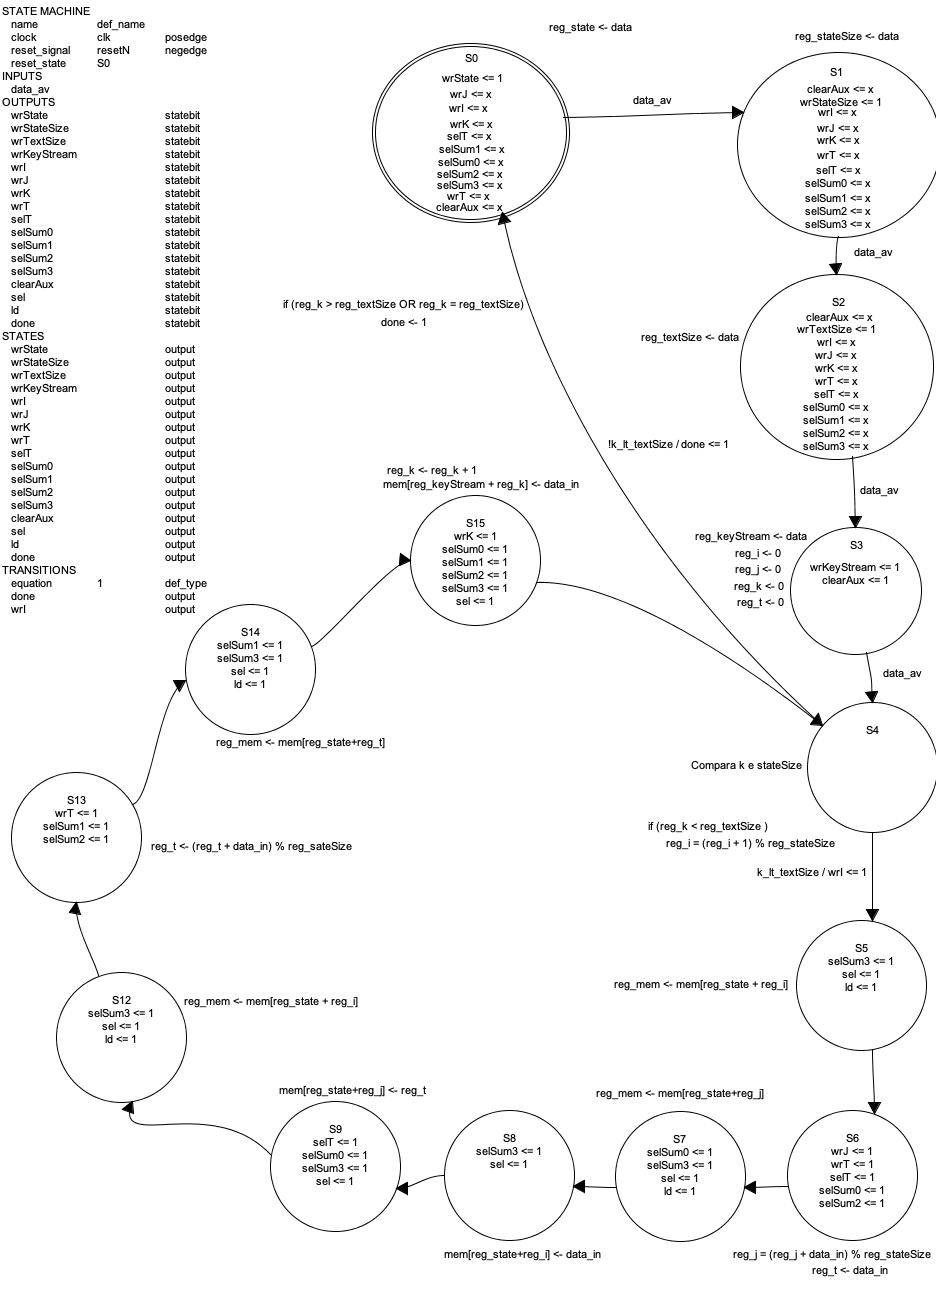 STATE MACHINE
name def_name
clock clk posedge
reset_signal resetN negedge
reset_state S0
INPUTS
data_av
OUTPUTS
wrState statebit
wrStateSize statebit
wrTextSize statebit
wrKeyStream statebit
wrI statebit
wrJ statebit
wrK statebit
wrT statebit
selT statebit
selSum0 statebit
selSum1 statebit
selSum2 statebit
selSum3 statebit
clearAux statebit
sel statebit
ld statebit
done statebit
STATES
wrState output
wrStateSize output
wrTextSize output
wrKeyStream output
wrI output
wrJ output
wrK output
wrT output
selT output
selSum0 output
selSum1 output
selSum2 output
selSum3 output
clearAux output
sel output
ld output
done output
TRANSITIONS
equation 1 def_type
done output
wrI output
reg_state <- data
S0
wrState <= 1
wrJ <= x
wrI <= x
wrK <= x
selT <= x
selSum1 <= x
selSum0 <= x
selSum2 <= x
selSum3 <= x
wrT <= x
clearAux <= x
data_av
reg_stateSize <- data
S1
clearAux <= x
wrStateSize <= 1
wrI <= x
wrJ <= x
wrK <= x
wrT <= x
selT <= x
selSum0 <= x
selSum1 <= x
selSum2 <= x
selSum3 <= x
data_av
reg_textSize <- data
S2
clearAux <= x
wrTextSize <= 1
wrI <= x
wrJ <= x
wrK <= x
wrT <= x
selT <= x
selSum0 <= x
selSum1 <= x
selSum2 <= x
selSum3 <= x
data_av
reg_keyStream <- data
reg_i <- 0
reg_j <- 0
reg_k <- 0
reg_t <- 0
S3
wrKeyStream <= 1
clearAux <= 1
data_av
S4
Compara k e stateSize
if (reg_k > reg_textSize OR reg_k = reg_textSize)
done <- 1
!k_lt_textSize / done <= 1
if (reg_k < reg_textSize )
reg_i = (reg_i + 1) % reg_stateSize
k_lt_textSize / wrI <= 1
S5
selSum3 <= 1
sel <= 1
ld <= 1
reg_mem <- mem[reg_state + reg_i]
S6
wrJ <= 1
wrT <= 1
selT <= 1
selSum0 <= 1
selSum2 <= 1
reg_j = (reg_j + data_in) % reg_stateSize
reg_t <- data_in
reg_mem <- mem[reg_state+reg_j]
S7
selSum0 <= 1
selSum3 <= 1
sel <= 1
ld <= 1
S8
selSum3 <= 1
sel <= 1
mem[reg_state+reg_i] <- data_in
mem[reg_state+reg_j] <- reg_t
S9
selT <= 1
selSum0 <= 1
selSum3 <= 1
sel <= 1
S12
selSum3 <= 1
sel <= 1
ld <= 1
reg_mem <- mem[reg_state + reg_i]
S13
wrT <= 1
selSum1 <= 1
selSum2 <= 1
reg_t <- (reg_t + data_in) % reg_sateSize
S14
selSum1 <= 1
selSum3 <= 1
sel <= 1
ld <= 1
reg_mem <- mem[reg_state+reg_t]
reg_k <- reg_k + 1
mem[reg_keyStream + reg_k] <- data_in
S15
wrK <= 1
selSum0 <= 1
selSum1 <= 1
selSum2 <= 1
selSum3 <= 1
sel <= 1